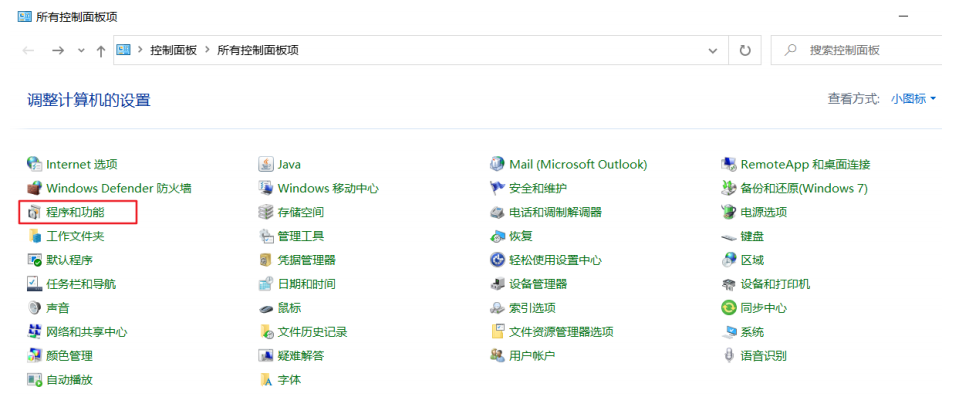 所有控制面板项
控制面板 > 所有控制面板项
搜索控制面板
调整计算机的设置
查看方式: 小图标
Internet 选项 Java Mail (Microsoft Outlook) RemoteApp 和桌面连接
Windows Defender 防火墙 Windows 移动中心 安全和维护 备份和还原(Windows 7)
程序和功能 存储空间 电话和调制解调器 电源选项
工作文件夹 管理工具 恢复 键盘
默认程序 凭据管理器 轻松使用设置中心 区域
任务栏和导航 日期和时间 设备管理器 设备和打印机
声音 鼠标 索引选项 同步中心
网络和共享中心 文件历史记录 文件资源管理器选项 系统
颜色管理 疑难解答 用户帐户 语音识别
自动播放 字体